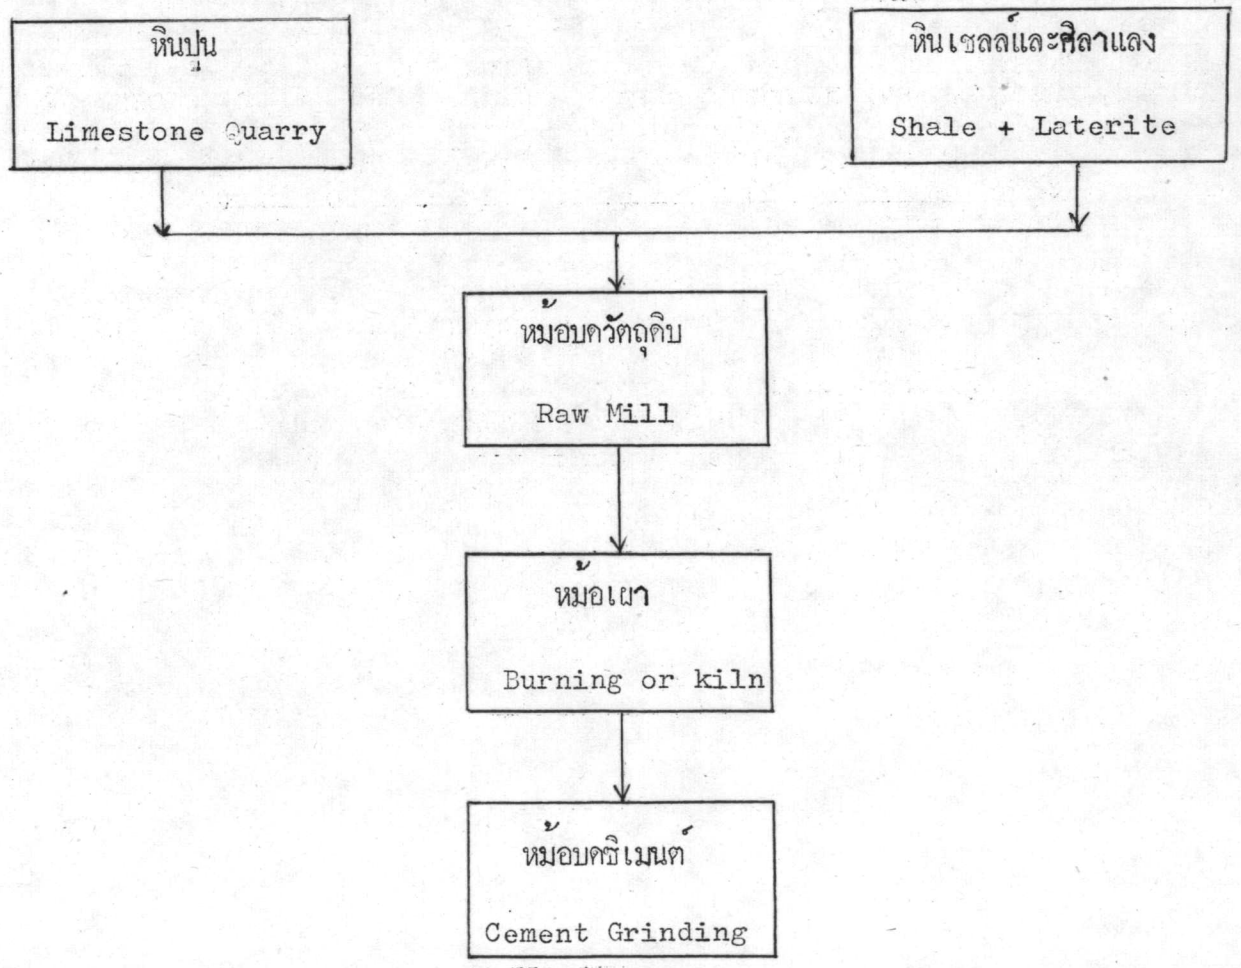 หินปูน
Limestone Quarry
หินเชลล์และศิลาแลง
Shale + Laterite
หม้อบดวัตถุดิบ
Raw Mill
หม้อเผา
Burning or kiln
หม้อบดซิเมนต์
Cement Grinding